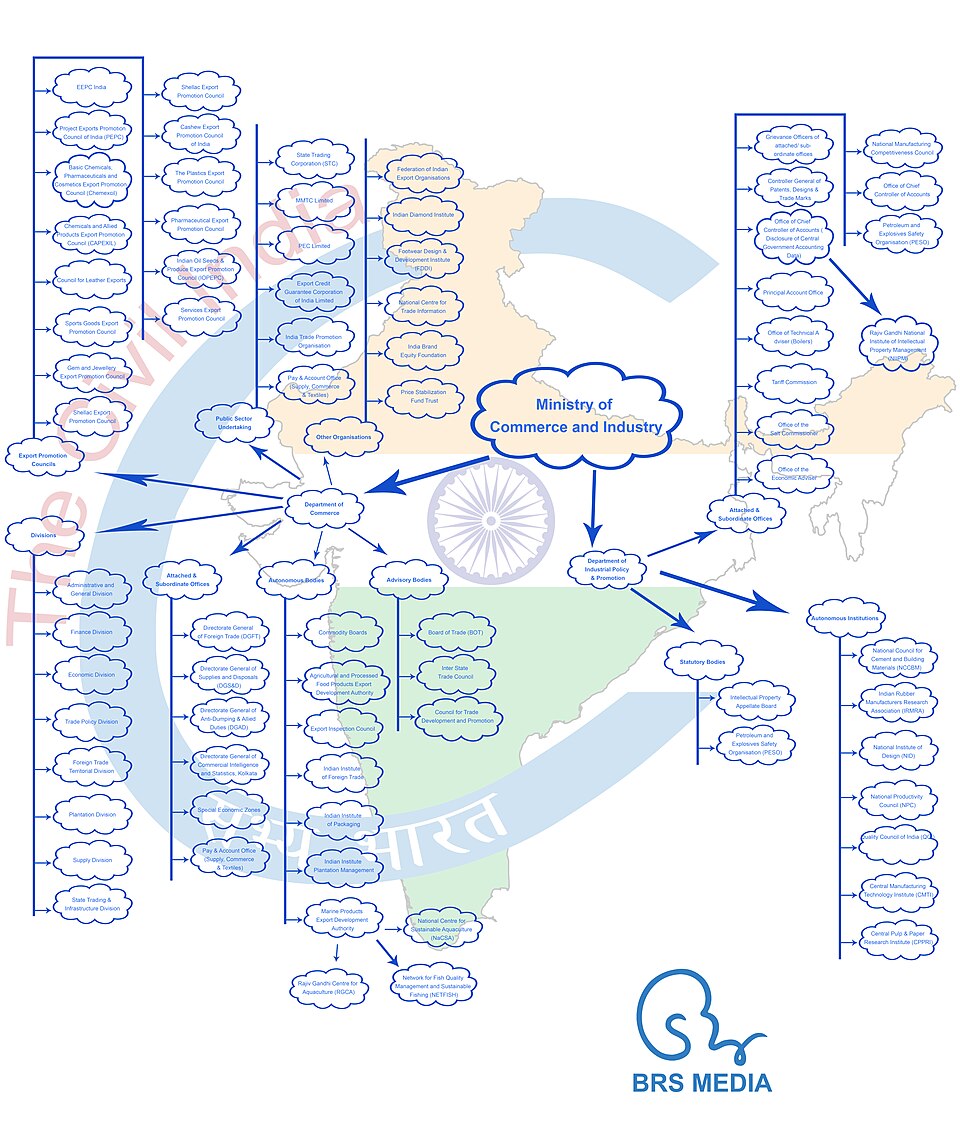 EEPC India
Project Exports Promotion
Council of India (PEPC)
Basic Chemicals,
Pharmaceuticals and
Cosmetics Export Promotion
Council (Chemexcil)
Chemicals and Allied
Products Export Promotion
Council (CAPEXIL)
Council for Leather Exports
Sports Goods Export
Promotion Council
Gem and Jewellery
Export Promotion Council
Shellac Export
Promotion Council
Export Promotion
Councils
Shellac Export
Promotion Council
Cashew Export
Promotion Council
of India
The Plastics Export
Promotion Council
Pharmaceutical Export
Promotion Council
Indian Oil Seeds &
Produce Export Promotion
Council (IOPEPC)
Services Export
Promotion Council
State Trading
Corporation (STC)
MMTC Limited
PEC Limited
Export Credit
Guarantee Corporation
of India Limited
India Trade Promotion
Organisation
Pay & Account Office
(Supply, Commerce
& Textiles)
Public Sector
Undertaking
Federation of Indian
Export Organisations
Indian Diamond Institute
Footwear Design &
Development Institute
(FDDI)
National Centre for
Trade Information
India Brand
Equity Foundation
Price Stabilization
Fund Trust
Other Organisations
Ministry of
Commerce and Industry
Grievance Officers of
attached/ sub-
ordinate offices
Controller General of
Patents, Designs &
Trade Marks
Office of Chief
Controller of Accounts (
Disclosure of Central
Government Accounting
Data)
Principal Account Office
Office of Technical A
dviser (Boilers)
Tariff Commission
Office of the
Salt Commissioner
Office of the
Economic Adviser
Attached &
Subordinate Offices
National Manufacturing
Competitiveness Council
Office of Chief
Controller of Accounts
Petroleum and
Explosives Safety
Organisation (PESO)
Rajiv Gandhi National
Institute of Intellectual
Property Management
(NIIPM)
Department of
Commerce
Department of
Industrial Policy
& Promotion
Divisions
Administrative and
General Division
Finance Division
Economic Division
Trade Policy Division
Foreign Trade
Territorial Division
Plantation Division
Supply Division
State Trading &
Infrastructure Division
Attached &
Subordinate Offices
Directorate General
of Foreign Trade (DGFT)
Directorate General of
Supplies and Disposals
(DGS&D)
Directorate General of
Anti-Dumping & Allied
Duties (DGAD)
Directorate General of
Commercial Intelligence
and Statistics, Kolkata
Special Economic Zones
Pay & Account Office
(Supply, Commerce
& Textiles)
Autonomous Bodies
Commodity Boards
Agricultural and Processed
Food Products Export
Development Authority
Export Inspection Council
Indian Institute
of Foreign Trade
Indian Institute
of Packaging
Indian Institute
Plantation Management
Marine Products
Export Development
Authority
National Centre for
Sustainable Aquaculture
(NaCSA)
Rajiv Gandhi Centre for
Aquaculture (RGCA)
Network for Fish Quality
Management and Sustainable
Fishing (NETFISH)
Advisory Bodies
Board of Trade (BOT)
Inter State
Trade Council
Council for Trade
Development and Promotion
Statutory Bodies
Intellectual Property
Appellate Board
Petroleum and
Explosives Safety
Organisation (PESO)
Autonomous Institutions
National Council for
Cement and Building
Materials
(NCCBM)
Indian Rubber
Manufacturers Research
Association (IRMRA)
National Institute of
Design (NID)
National Productivity
Council (NPC)
Quality Council of India (QCI)
Central Manufacturing
Technology Institute (CMTI)
Central Pulp & Paper
Research Institute (CPPRI)
The Civil India
भारत
BRS MEDIA